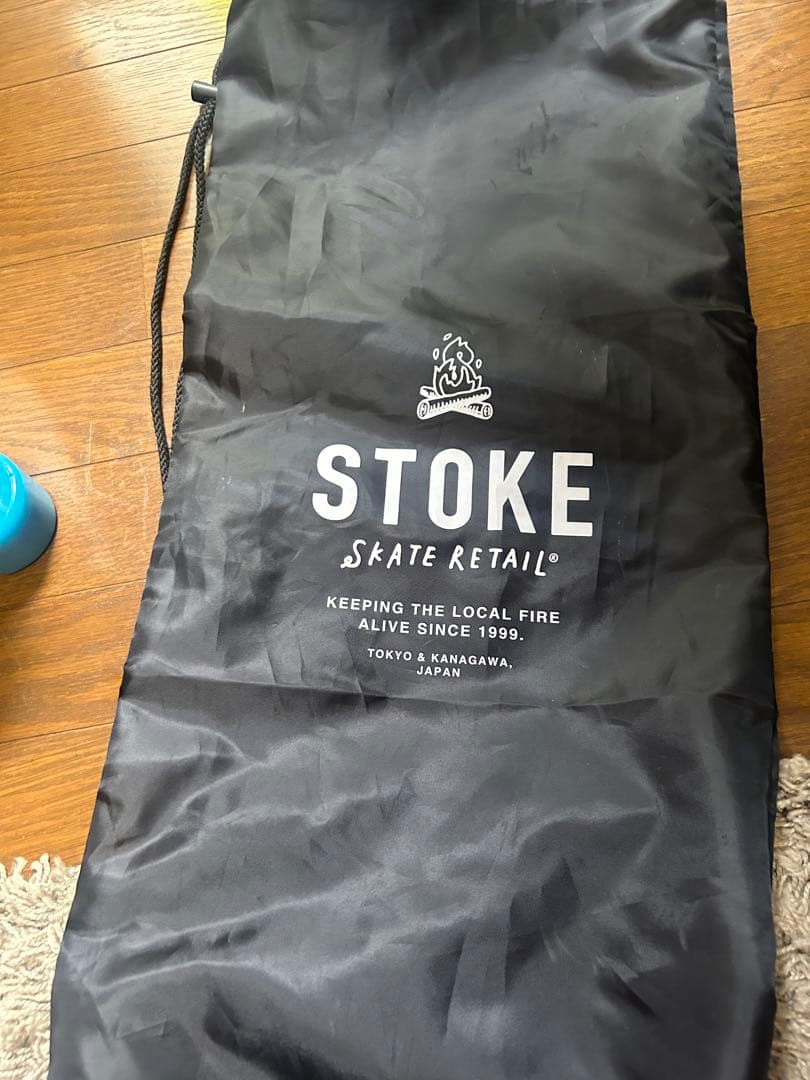 STOKE
SKATE RETAIL®
KEEPING THE LOCAL FIRE
ALIVE SINCE 1999.
TOKYO & KANAGAWA,
JAPAN